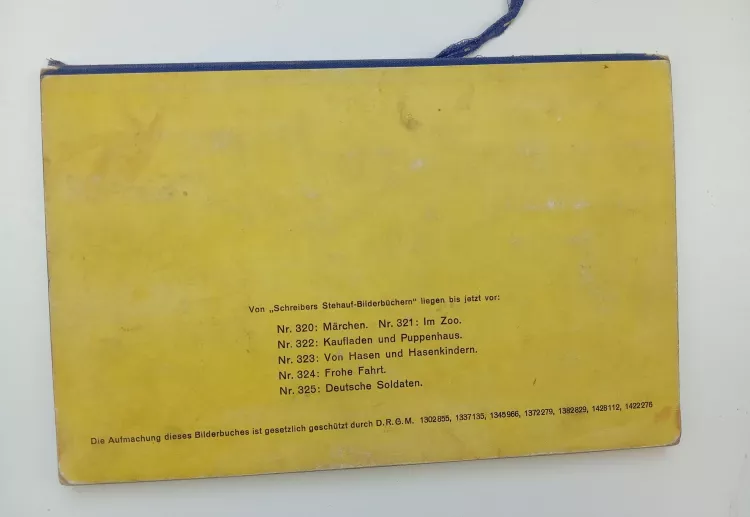 Von „Schreibers Stehauf-Bilderbüchern" liegen bis jetzt vor:
Nr. 320: Märchen. Nr. 321: Im Zoo.
Nr. 322: Kaufladen und Puppenhaus.
Nr. 323: Von Hasen und Hasenkindern.
Nr. 324: Frohe Fahrt.
Nr. 325: Deutsche Soldaten.
Die Aufmachung dieses Bilderbuches ist gesetzlich geschützt durch D.R.G.M. 1302855, 1337135, 1345966, 1372279, 1382829, 1428112, 1422276